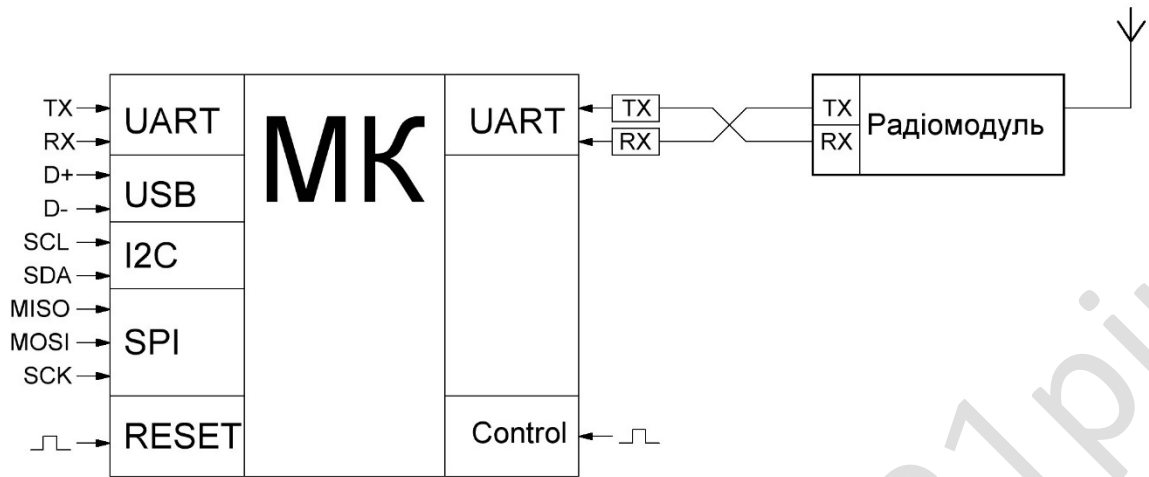 TX
RX
D+
D-
SCL
SDA
MISO
MOSI
SCK
UART
USB
I2C
SPI
RESET
МК
UART
Control
TX
RX
TX
RX
Радіомодуль